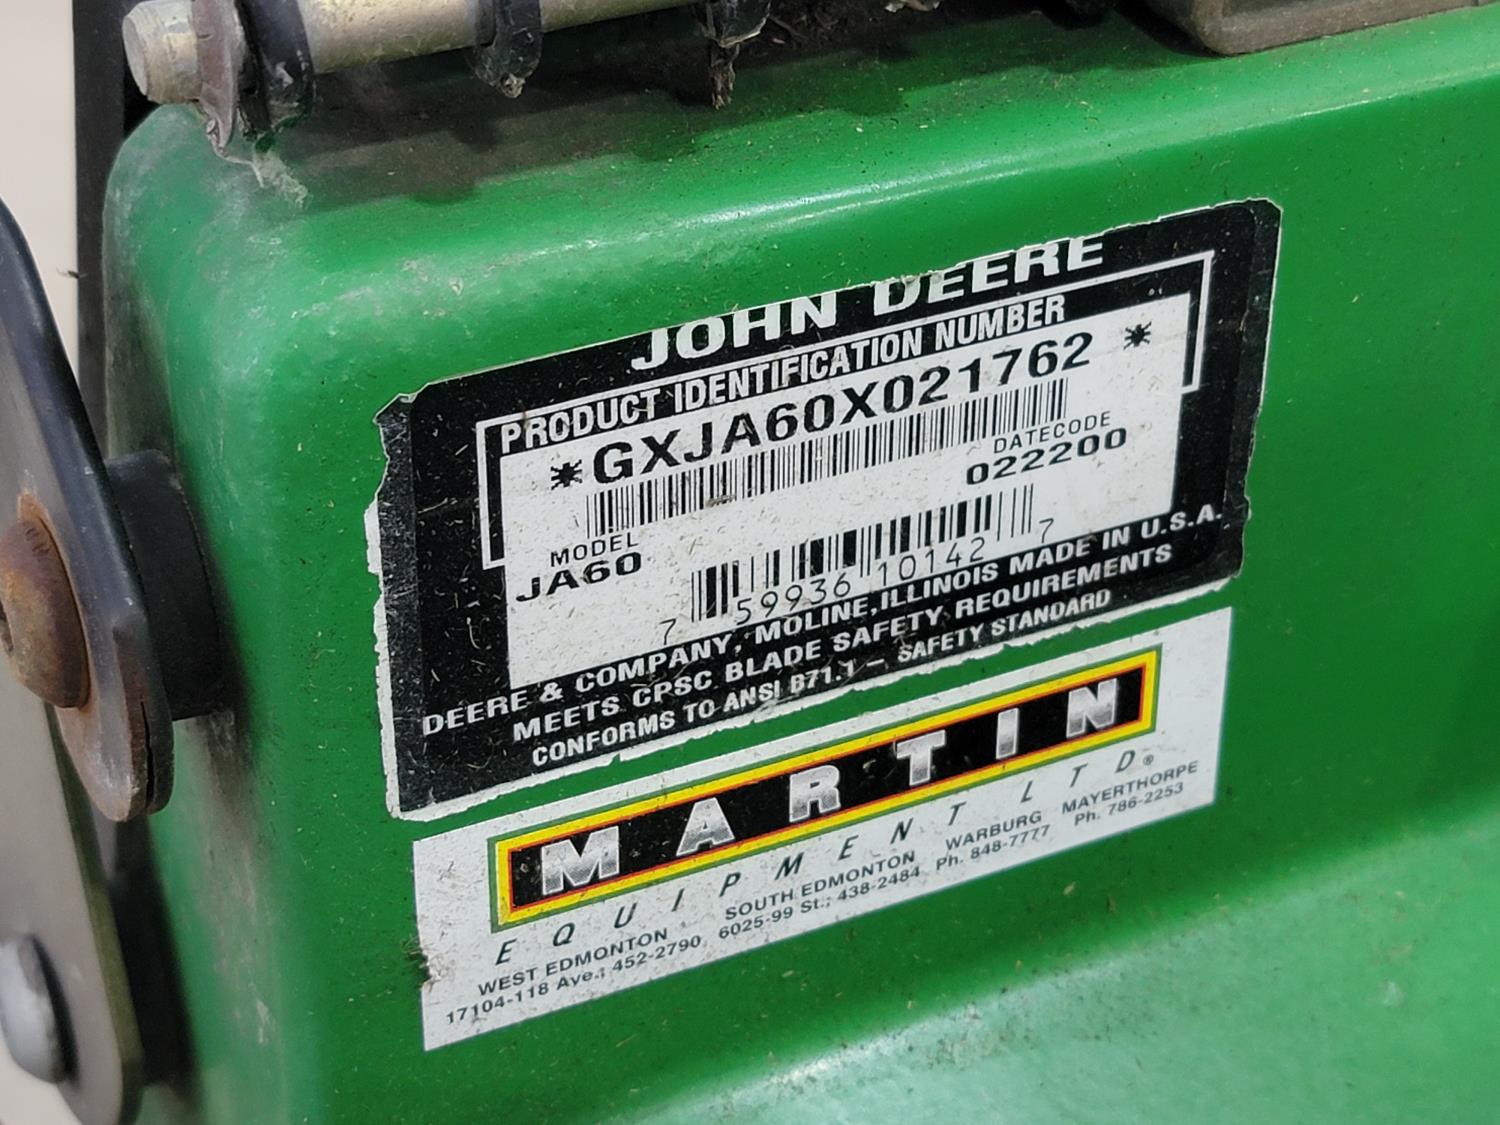 JOHN DEERE
PRODUCT IDENTIFICATION NUMBER
*GXJA60X021762 *
DATECODE
022200
MODEL
JA60
7 59936 10142 7
DEERE & COMPANY, MOLINE, ILLINOIS MADE IN U.S.A.
MEETS CPSC BLADE SAFETY REQUIREMENTS
CONFORMS TO ANSI B71.1 - SAFETY STANDARD
MARTIN
EQUIPMENT LTD®
WEST EDMONTON SOUTH EDMONTON WARBURG MAYERTHORPE
17104-118 Ave.; 452-2790 6025-99 St.; 438-2484 Ph. 848-7777 Ph. 786-2253